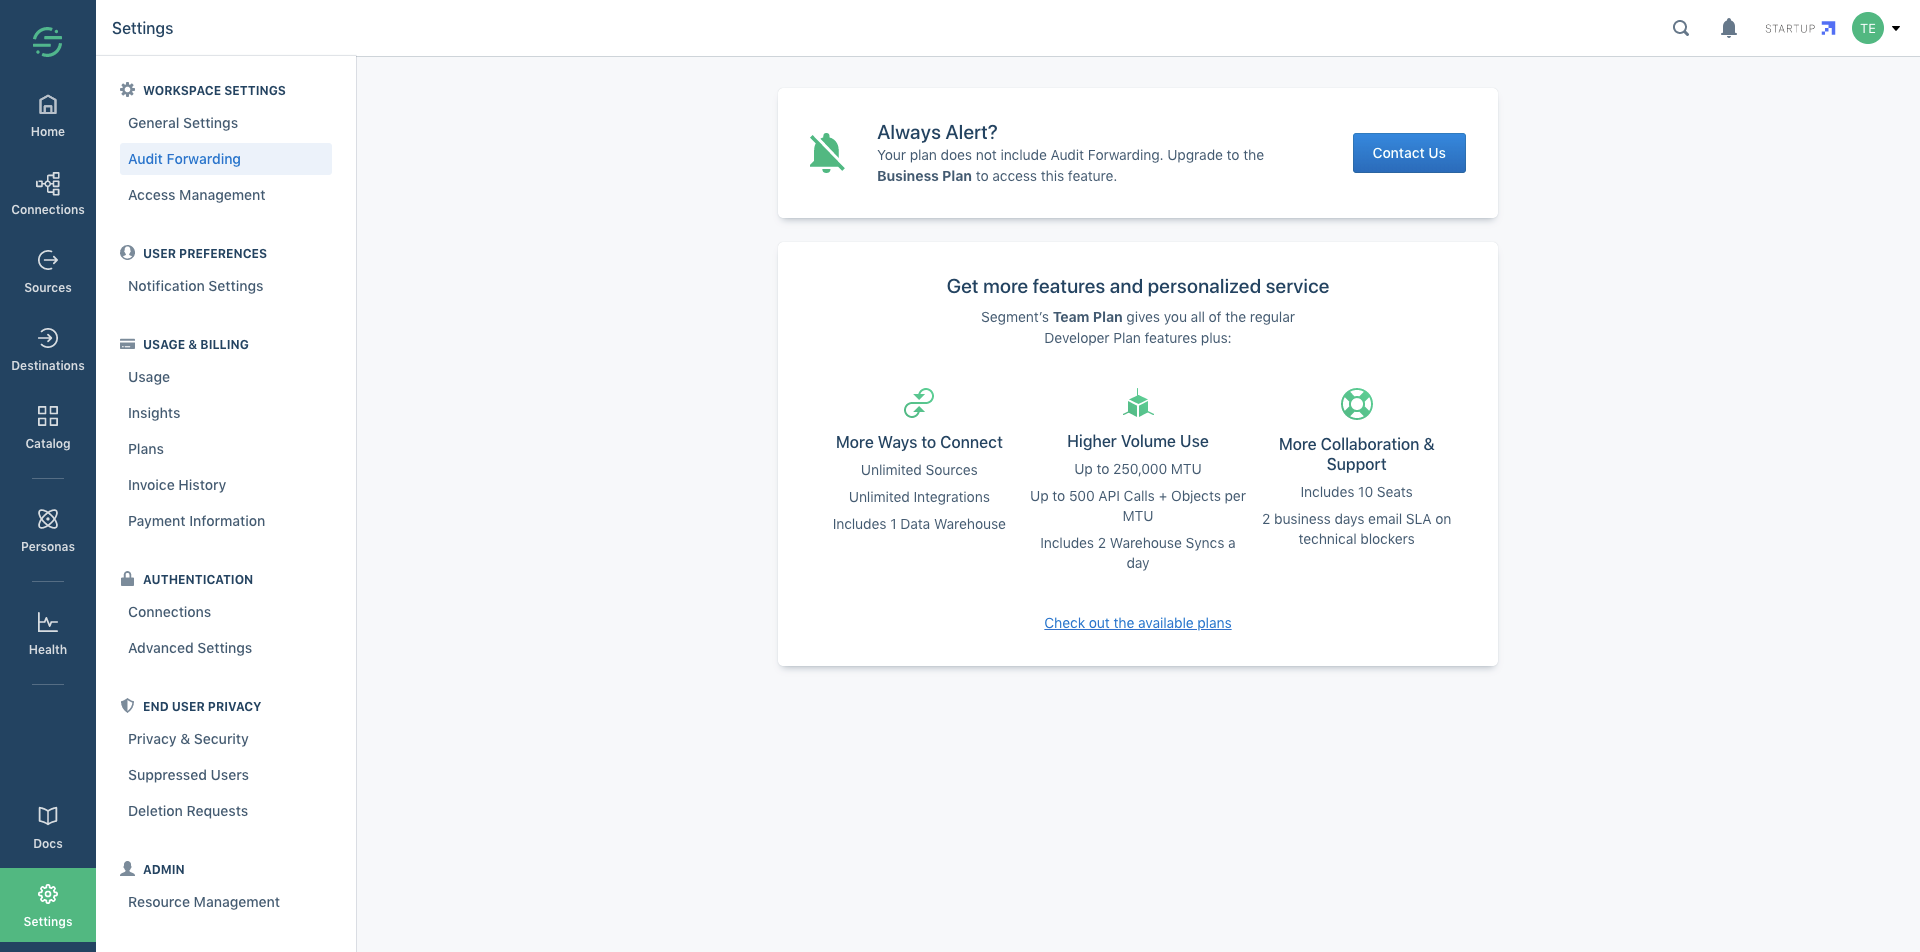 Settings
STARTUP
TE
Home
Connections
Sources
Destinations
Catalog
Personas
Health
Docs
Settings
WORKSPACE SETTINGS
General Settings
Audit Forwarding
Access Management
USER PREFERENCES
Notification Settings
USAGE & BILLING
Usage
Insights
Plans
Invoice History
Payment Information
AUTHENTICATION
Connections
Advanced Settings
END USER PRIVACY
Privacy & Security
Suppressed Users
Deletion Requests
ADMIN
Resource Management
Always Alert?
Your plan does not include Audit Forwarding. Upgrade to the
Business Plan to access this feature.
Contact Us
Get more features and personalized service
Segment’s Team Plan gives you all of the regular
Developer Plan features plus:
More Ways to Connect
Unlimited Sources
Unlimited Integrations
Includes 1 Data Warehouse
Higher Volume Use
Up to 250,000 MTU
Up to 500 API Calls + Objects per
MTU
Includes 2 Warehouse Syncs a
day
More Collaboration &
Support
Includes 10 Seats
2 business days email SLA on
technical blockers
Check out the available plans